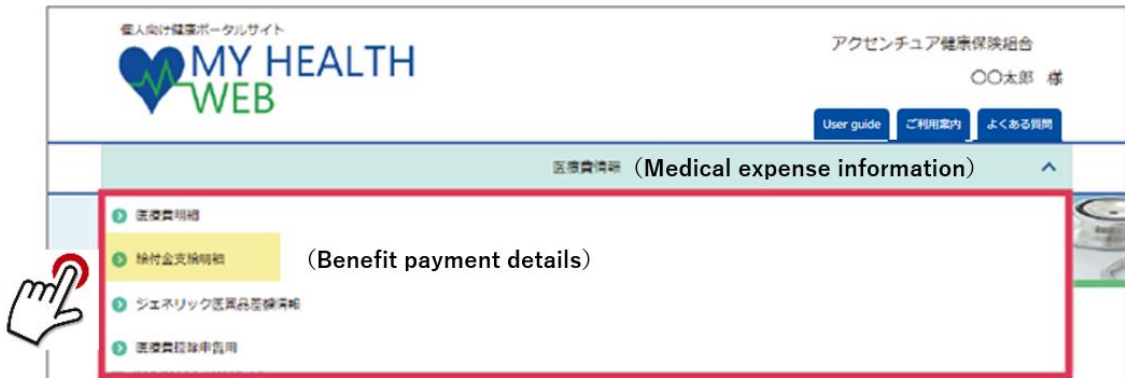 個人向け健康ポータルサイト
MY HEALTH
WEB
アクセンチュア健康保険組合
〇〇太郎 様
User guide
ご利用案内
よくある質問
医療費情報 (Medical expense information)
医療費明細
給付金支給明細 (Benefit payment details)
ジェネリック医薬品差額情報
医療費控除申告用